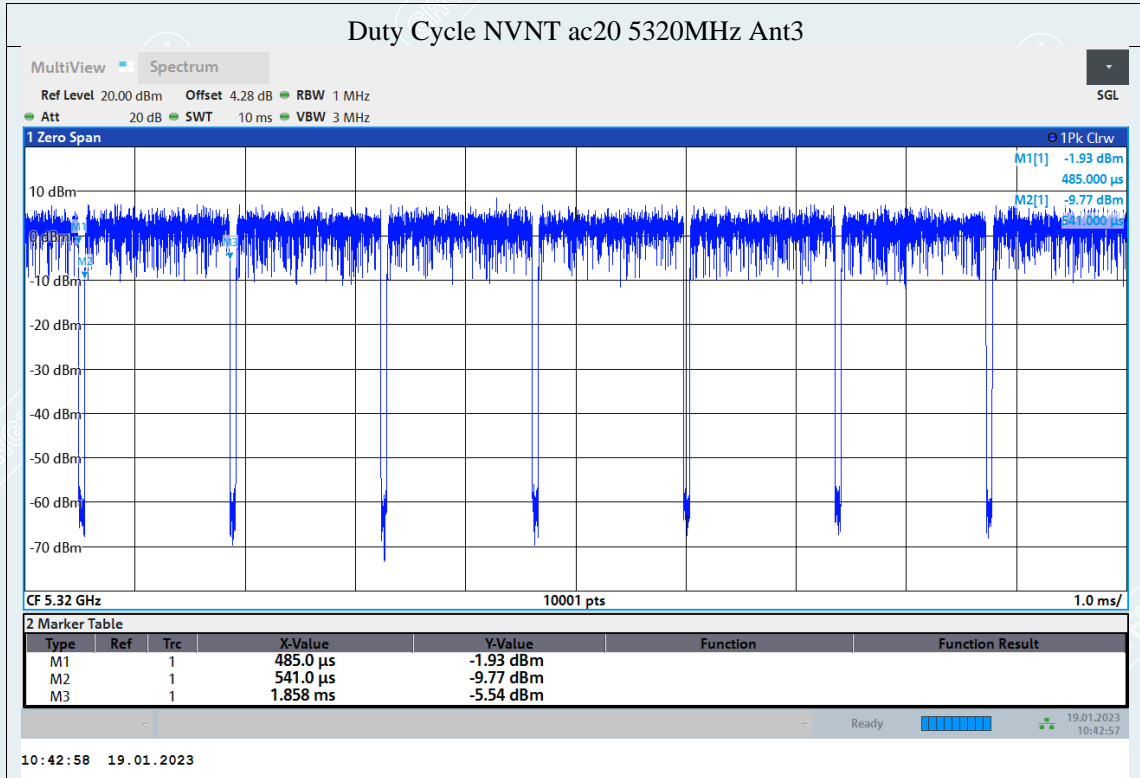 Duty Cycle NVNT ac20 5320MHz Ant3
MultiView Spectrum
Ref Level 20.00 dBm Offset 4.28 dB RBW 1 MHz SGL
Att 20 dB SWT 10 ms VBW 3 MHz
1 Zero Span 1Pk Clrw
M1[1] -1.93 dBm
485.000 µs
M2[1] -9.77 dBm
541.000 µs
10 dBm
M1
0 dBm
M3
M2
-10 dBm
-20 dBm
-30 dBm
-40 dBm
-50 dBm
-60 dBm
-70 dBm
CF 5.32 GHz 10001 pts 1.0 ms/
2 Marker Table
Type Ref Trc X-Value Y-Value Function Function Result
M1 1 485.0 µs -1.93 dBm
M2 1 541.0 µs -9.77 dBm
M3 1 1.858 ms -5.54 dBm
Ready 19.01.2023
10:42:57
10:42:58 19.01.2023